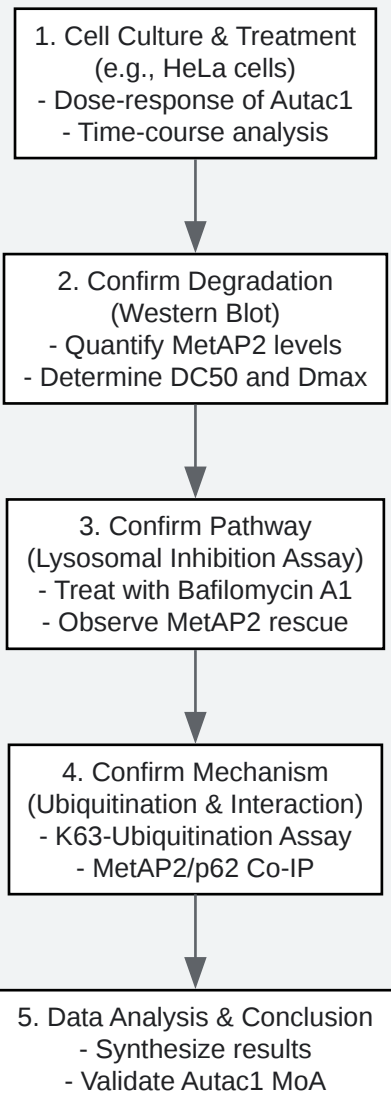 1. Cell Culture & Treatment
(e.g., HeLa cells)
- Dose-response of Autac1
- Time-course analysis
2. Confirm Degradation
(Western Blot)
- Quantify MetAP2 levels
- Determine DC50 and Dmax
3. Confirm Pathway
(Lysosomal Inhibition Assay)
- Treat with Bafilomycin A1
- Observe MetAP2 rescue
4. Confirm Mechanism
(Ubiquitination & Interaction)
- K63-Ubiquitination Assay
- MetAP2/p62 Co-IP
5. Data Analysis & Conclusion
- Synthesize results
- Validate Autac1 MoA